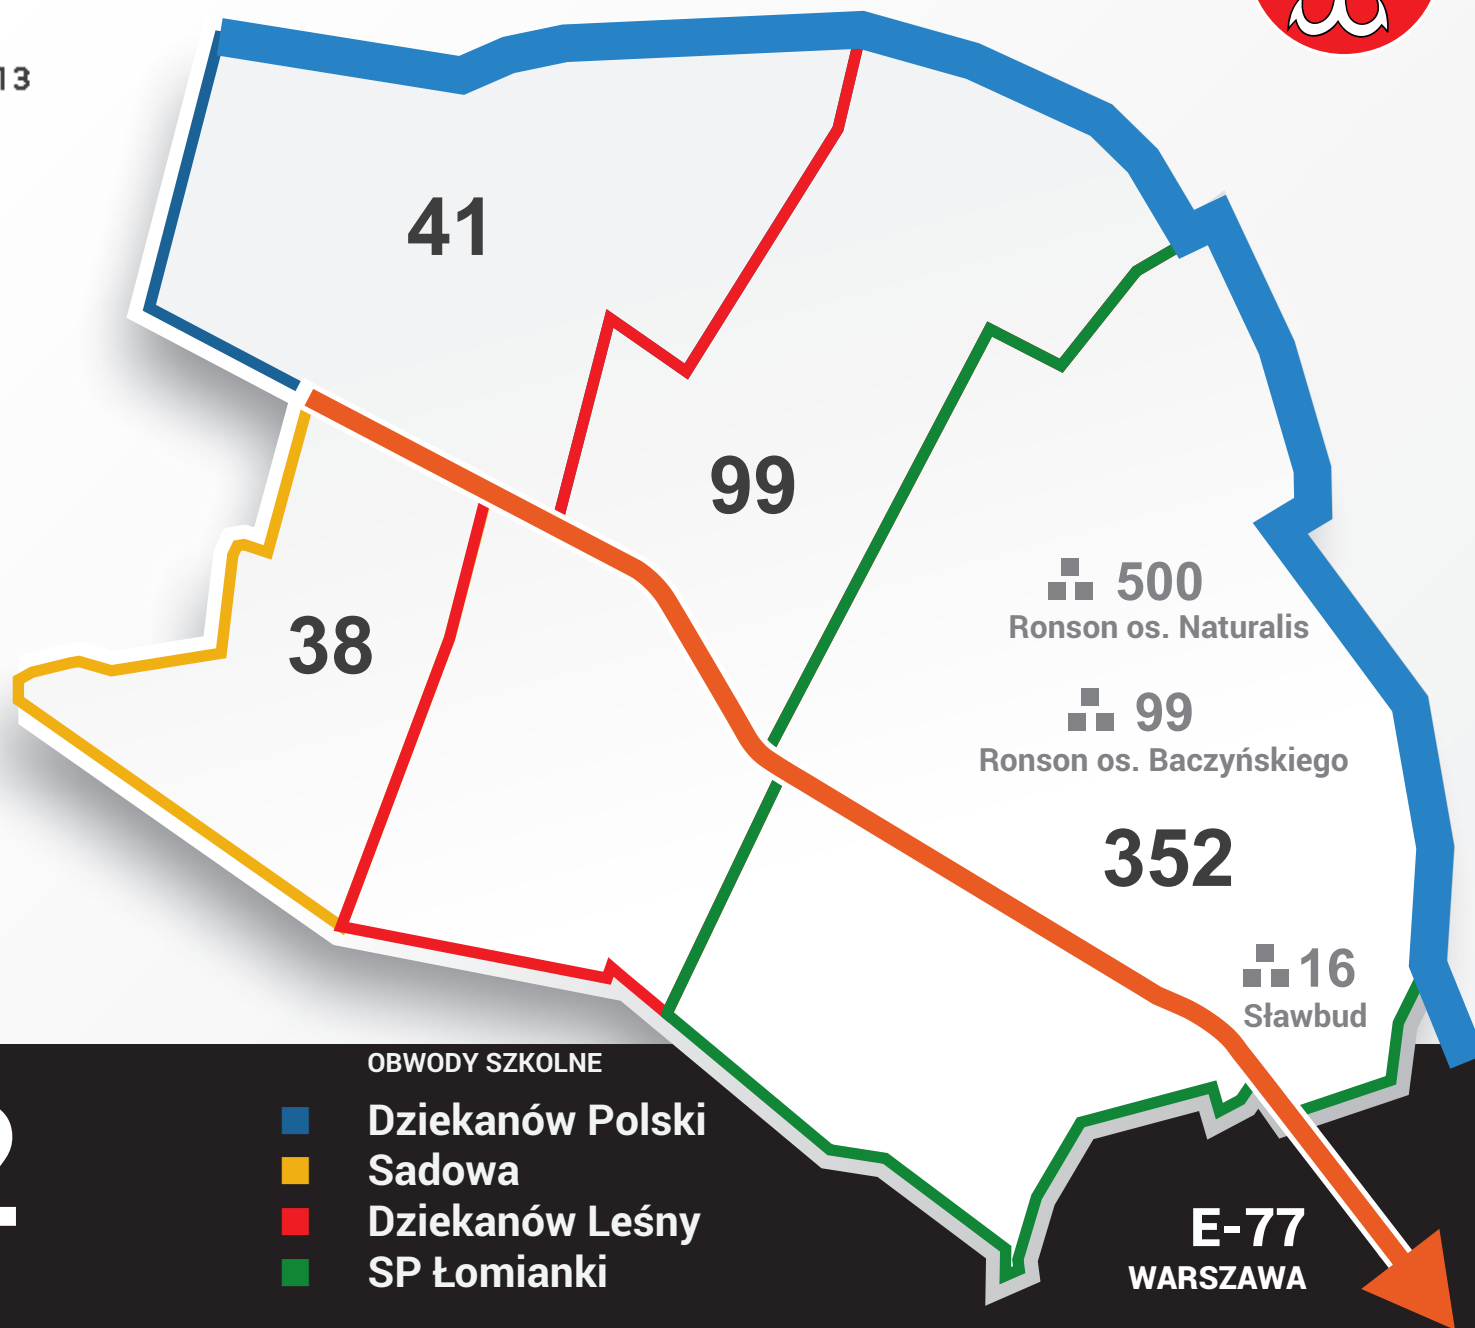 13
41
99
38
500
Ronson os. Naturalis
99
Ronson os. Baczyńskiego
352
16
Sławbud
OBWODY SZKOLNE
Dziekanów Polski
Sadowa
Dziekanów Leśny
SP Łomianki
E-77
WARSZAWA